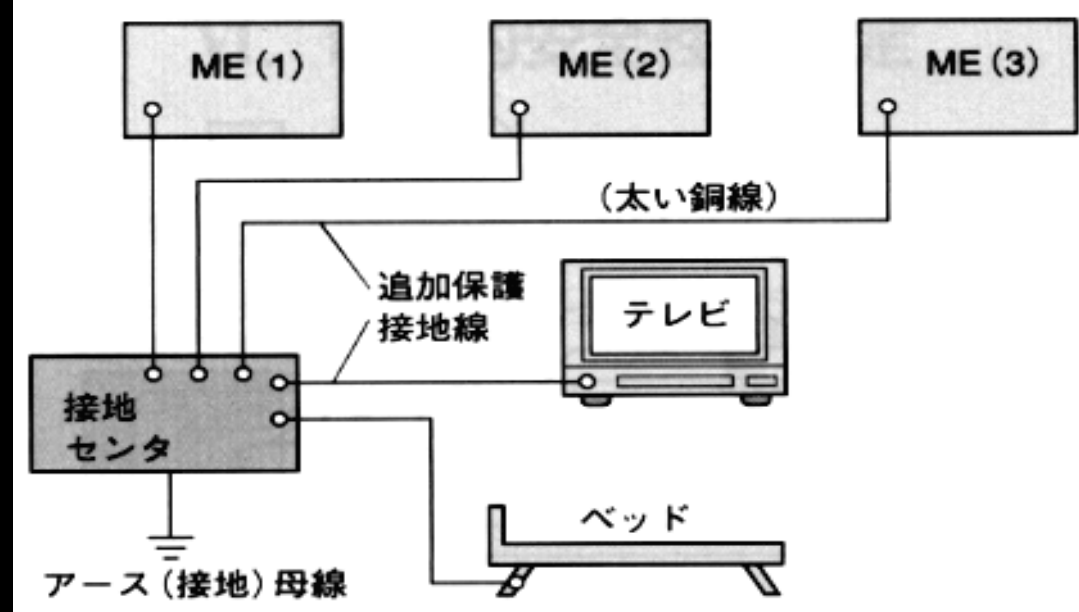 ME(1)
ME(2)
ME(3)
(太い銅線)
追加保護
接地線
テレビ
接地
センタ
ベッド
アース(接地)母線